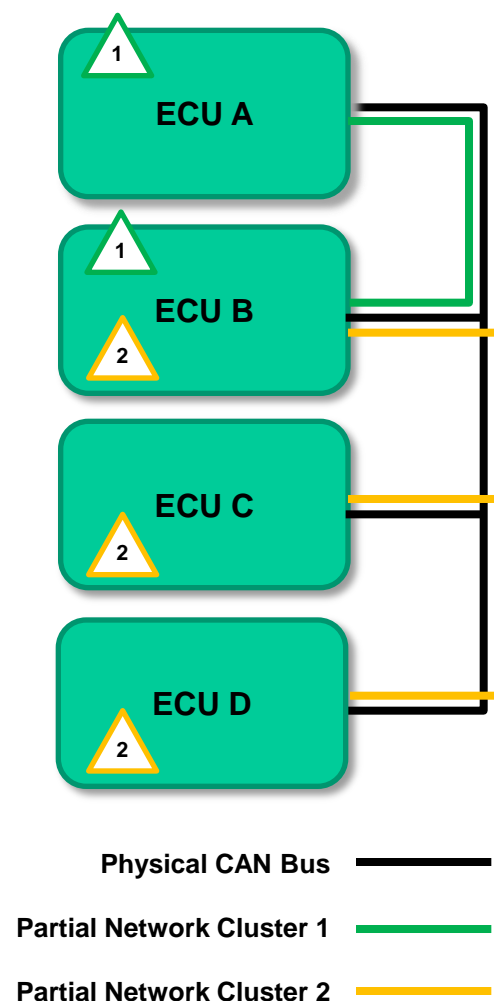 1
ECU A
1
ECU B
2
ECU C
2
ECU D
2
Physical CAN Bus
Partial Network Cluster 1
Partial Network Cluster 2